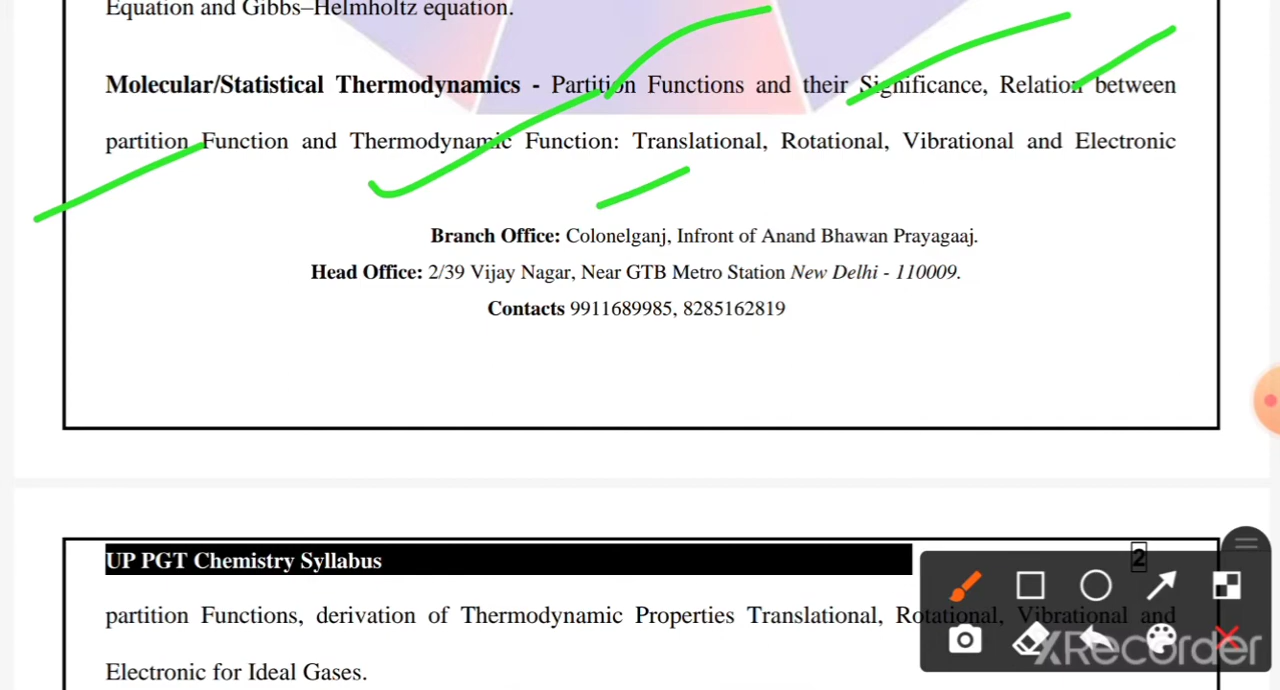 Equation and Gibbs–Helmholtz equation.
Molecular/Statistical Thermodynamics - Partition Functions and their Significance, Relation between
partition Function and Thermodynamic Function: Translational, Rotational, Vibrational and Electronic
Branch Office: Colonelganj, Infront of Anand Bhawan Prayagaaj.
Head Office: 2/39 Vijay Nagar, Near GTB Metro Station New Delhi - 110009.
Contacts 9911689985, 8285162819
UP PGT Chemistry Syllabus 2
partition Functions, derivation of Thermodynamic Properties Translational, Rotational, Vibrational and
Electronic for Ideal Gases.
XRecorder